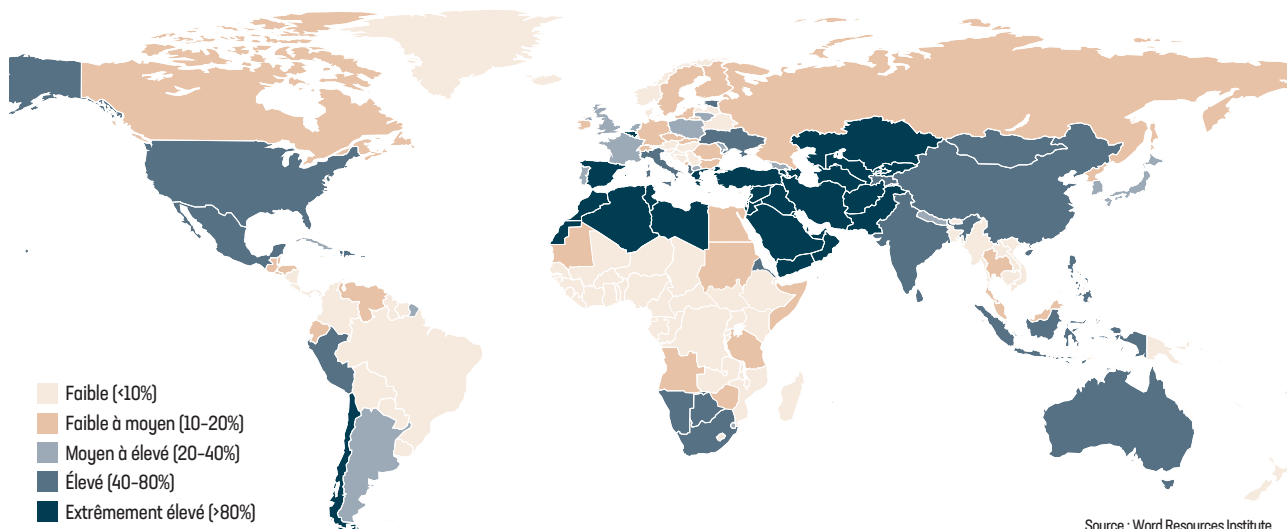 Faible (<10%)
Faible à moyen (10-20%)
Moyen à élevé (20-40%)
Élevé (40-80%)
Extrêmement élevé (>80%)
Source : Word Resources Institute